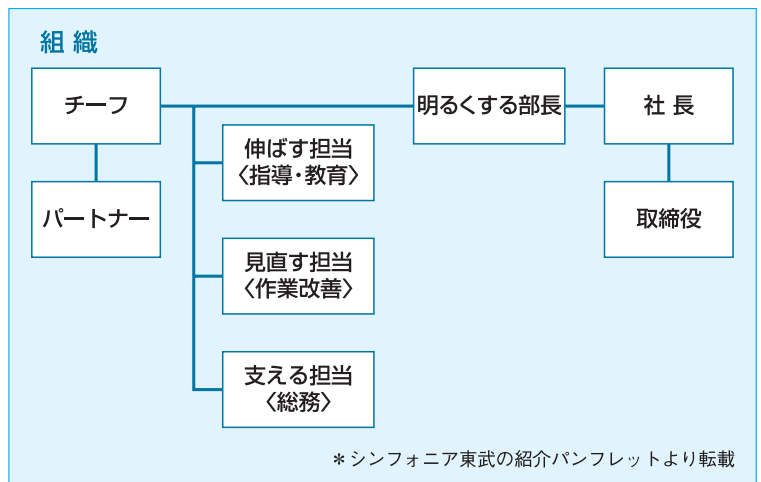 組 織
チーフ
明るくする部長
社 長
伸ばす担当
〈指導・教育〉
パートナー
取締役
見直す担当
〈作業改善〉
支える担当
〈総務〉
＊シンフォニア東武の紹介パンフレットより転載